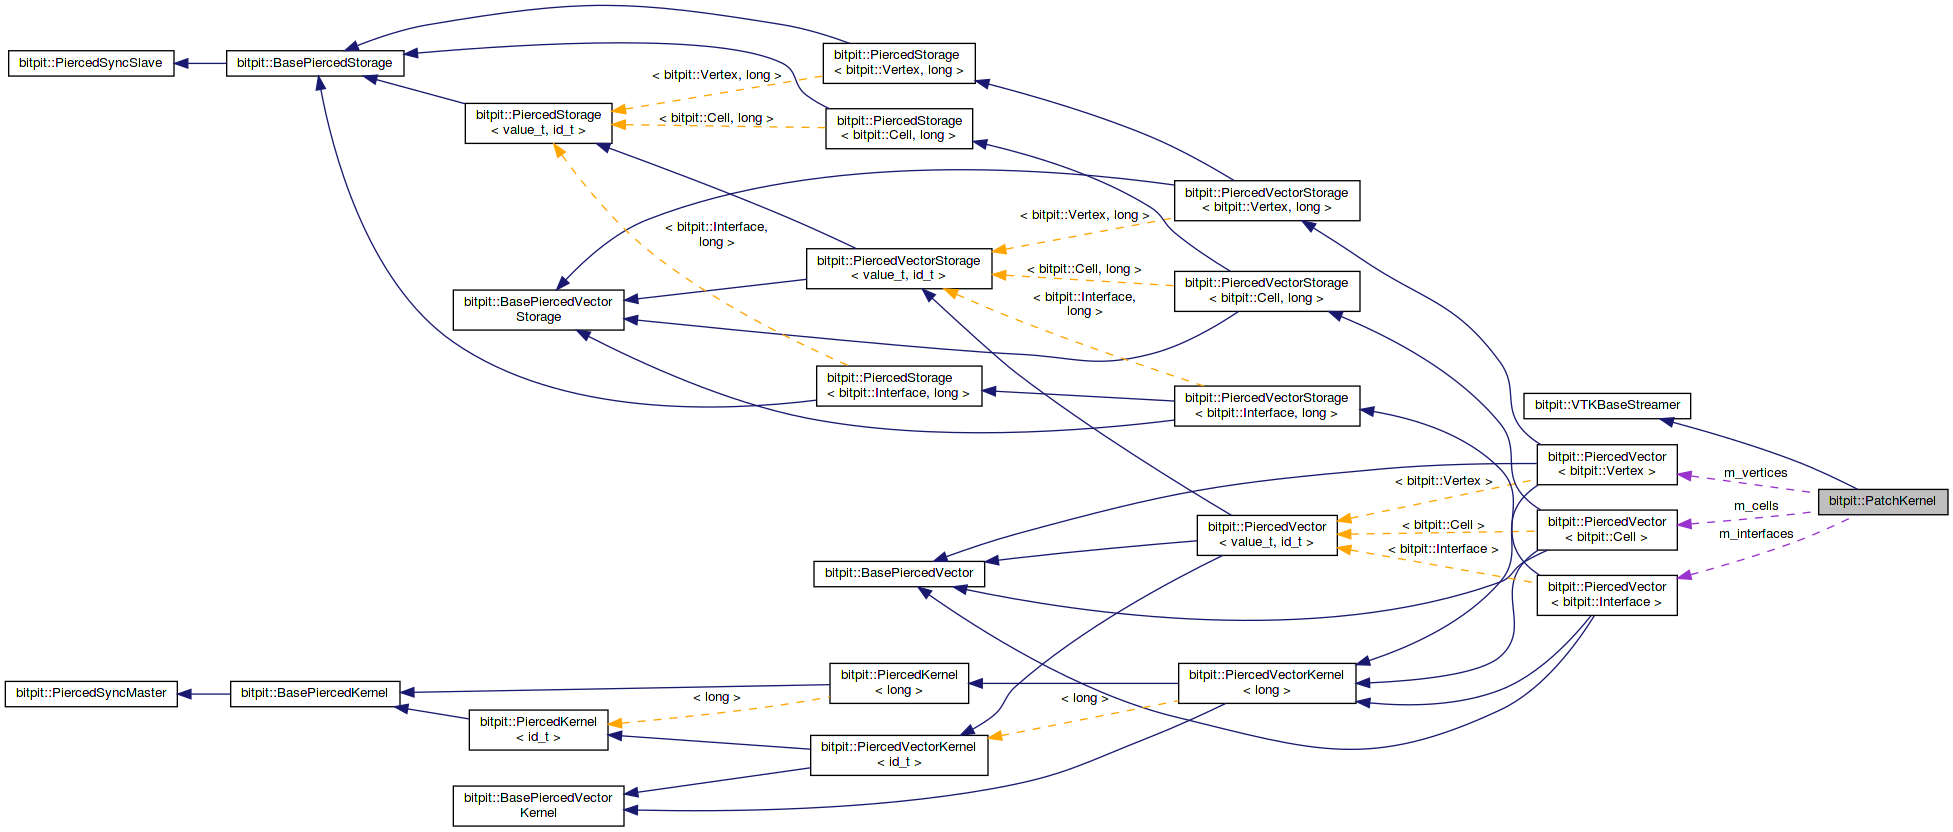 bitpit::PiercedSyncSlave
bitpit::BasePiercedStorage
bitpit::PiercedStorage
< bitpit::Vertex, long >
< bitpit::Vertex, long >
bitpit::PiercedStorage
< value_t, id_t >
< bitpit::Cell, long >
bitpit::PiercedStorage
< bitpit::Cell, long >
bitpit::PiercedVectorStorage
< bitpit::Vertex, long >
< bitpit::Vertex, long >
< bitpit::Interface,
long >
bitpit::PiercedVectorStorage
< value_t, id_t >
< bitpit::Cell, long >
bitpit::PiercedVectorStorage
< bitpit::Cell, long >
bitpit::BasePiercedVector
Storage
< bitpit::Interface,
long >
bitpit::PiercedStorage
< bitpit::Interface, long >
bitpit::PiercedVectorStorage
< bitpit::Interface, long >
bitpit::VTKBaseStreamer
bitpit::PiercedVector
< bitpit::Vertex >
m_vertices
< bitpit::Vertex >
bitpit::PatchKernel
m_cells
bitpit::PiercedVector
< value_t, id_t >
< bitpit::Cell >
bitpit::PiercedVector
< bitpit::Cell >
m_interfaces
< bitpit::Interface >
bitpit::BasePiercedVector
bitpit::PiercedVector
< bitpit::Interface >
bitpit::PiercedSyncMaster
bitpit::BasePiercedKernel
bitpit::PiercedKernel
< long >
bitpit::PiercedVectorKernel
< long >
< long >
< long >
bitpit::PiercedKernel
< id_t >
bitpit::PiercedVectorKernel
< id_t >
bitpit::BasePiercedVector
Kernel